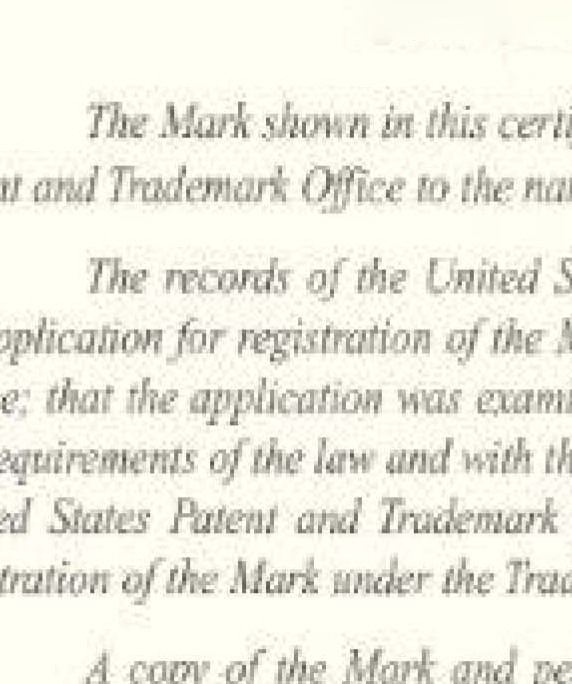 The Mark shown in this certi
nt and Trademark Office to the na
The records of the United S
pplication for registration of the M
e; that the application was exami
equirements of the law and with th
ed States Patent and Trademark
tration of the Mark under the Trad
A copy of the Mark and pe